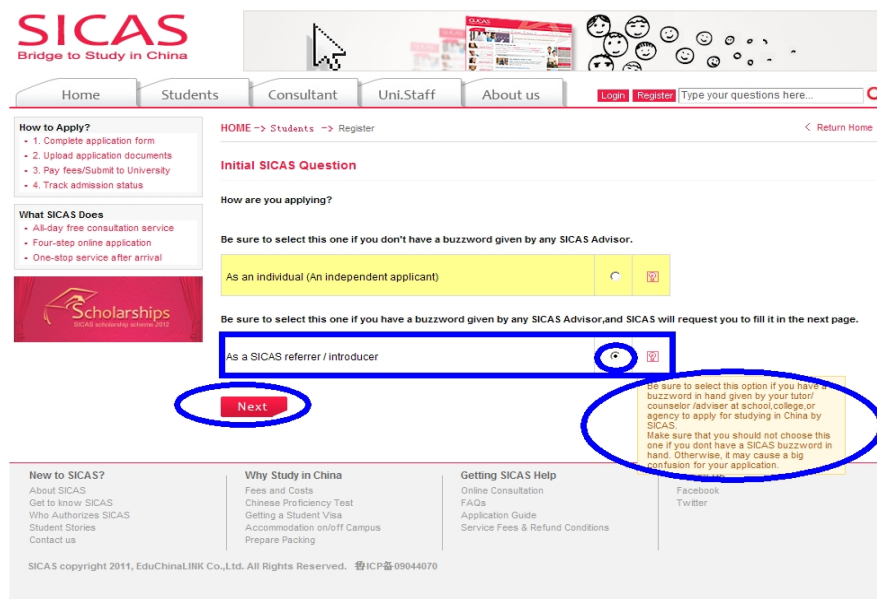 SICAS
Bridge to Study in China
Home
Students
Consultant
Uni.Staff
About us
Login
Register
Type your questions here...
How to Apply?
1. Complete application form
2. Upload application documents
3. Pay fees/Submit to University
4. Track admission status
What SICAS Does
All-day free consultation service
Four-step online application
One-stop service after arrival
Scholarships
SICAS scholarship scheme 2012
HOME -> Students -> Register
< Return Home
Initial SICAS Question
How are you applying?
Be sure to select this one if you don't have a buzzword given by any SICAS Advisor.
As an individual (An independent applicant)
Be sure to select this one if you have a buzzword given by any SICAS Advisor,and SICAS will request you to fill it in the next page.
As a SICAS referrer / introducer
Next
Be sure to select this option if you have a
buzzword in hand given by your tutor/
counselor /adviser at school,college,or
agency to apply for studying in China by
SICAS.
Make sure that you should not choose this
one if you dont have a SICAS buzzword in
hand. Otherwise, it may cause a big
confusion for your application.
New to SICAS?
About SICAS
Get to know SICAS
Who Authorizes SICAS
Student Stories
Contact us
Why Study in China
Fees and Costs
Chinese Proficiency Test
Getting a Student Visa
Accommodation on/off Campus
Prepare Packing
Getting SICAS Help
Online Consultation
FAQs
Application Guide
Service Fees & Refund Conditions
Facebook
Twitter
SICAS copyright 2011, EduChinaLINK Co.,Ltd. All Rights Reserved. 鲁ICP备09044070